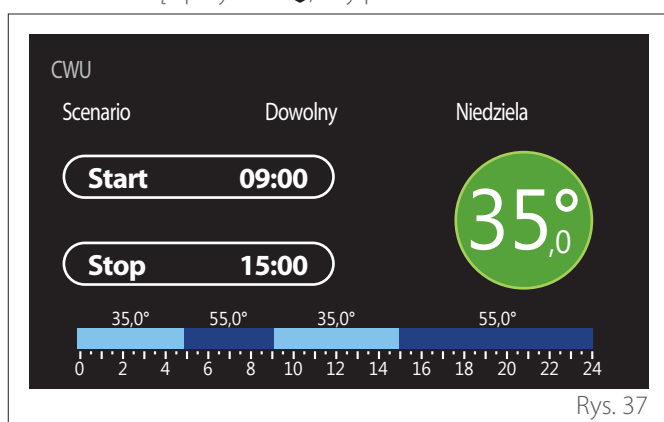 CWU
Scenario Dowolny Niedziela
Start 09:00
35,0°
Stop 15:00
35,0° 55,0° 35,0° 55,0°
0 2 4 6 8 10 12 14 16 18 20 22 24
Rys. 37